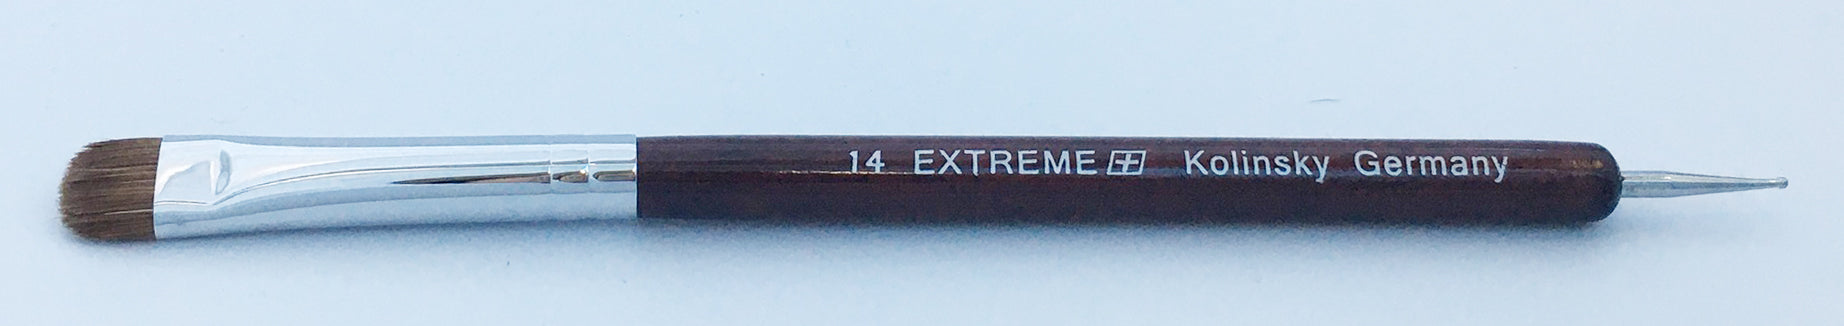 14 EXTREME+ Kolinsky Germany